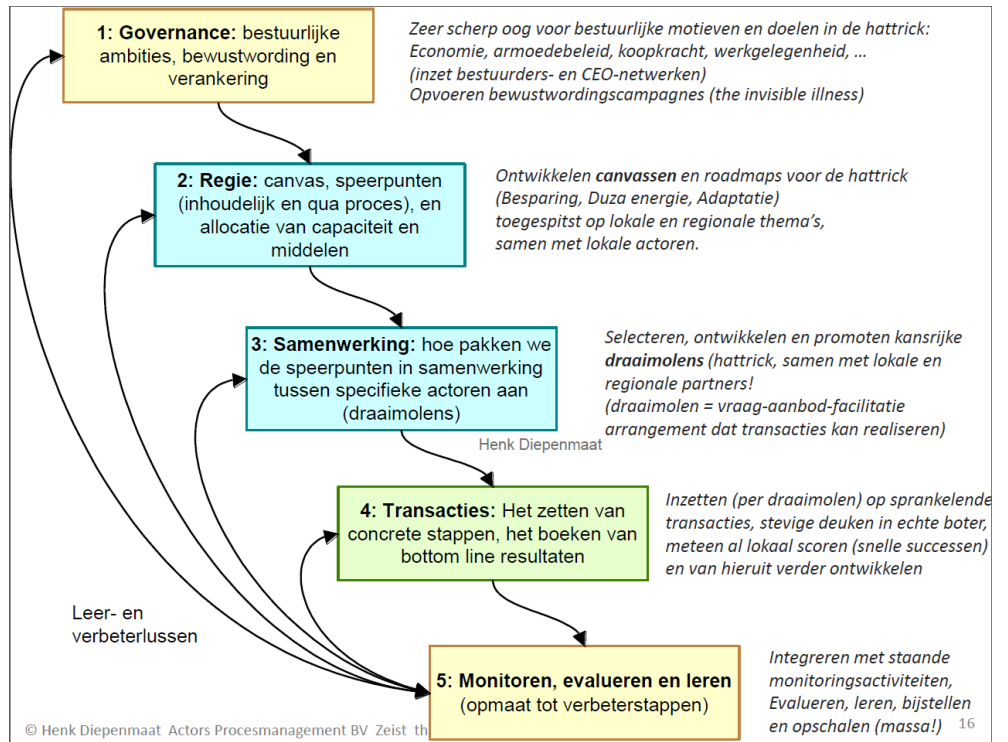 1: Governance: bestuurlijke
ambities, bewustwording en
verankering
Zeer scherp oog voor bestuurlijke motieven en doelen in de hattrick:
Economie, armoedebeleid, koopkracht, werkgelegenheid, ...
(inzet bestuurders- en CEO-netwerken)
Opvoeren bewustwordingscampagnes (the invisible illness)
2: Regie: canvas, speerpunten
(inhoudelijk en qua proces), en
allocatie van capaciteit en
middelen
Ontwikkelen canvassen en roadmaps voor de hattrick
(Besparing, Duza energie, Adaptatie)
toegespitst op lokale en regionale thema's,
samen met lokale actoren.
3: Samenwerking: hoe pakken we
de speerpunten in samenwerking
tussen specifieke actoren aan
(draaimolens)
Selecteren, ontwikkelen en promoten kansrijke
draaimolens (hattrick, samen met lokale en
regionale partners!
(draaimolen = vraag-aanbod-facilitatie
arrangement dat transacties kan realiseren)
Henk Diepenmaat
4: Transacties: Het zetten van
concrete stappen, het boeken van
bottom line resultaten
Inzetten (per draaimolen) op sprankelende
transacties, stevige deuken in echte boter,
meteen al lokaal scoren (snelle successen)
en van hieruit verder ontwikkelen
Leer- en
verbeterlussen
5: Monitoren, evalueren en leren
(opmaat tot verbeterstappen)
Integreren met staande
monitoringsactiviteiten,
Evalueren, leren, bijstellen
en opschalen (massa!)
© Henk Diepenmaat Actors Procesmanagement BV Zeist th
16